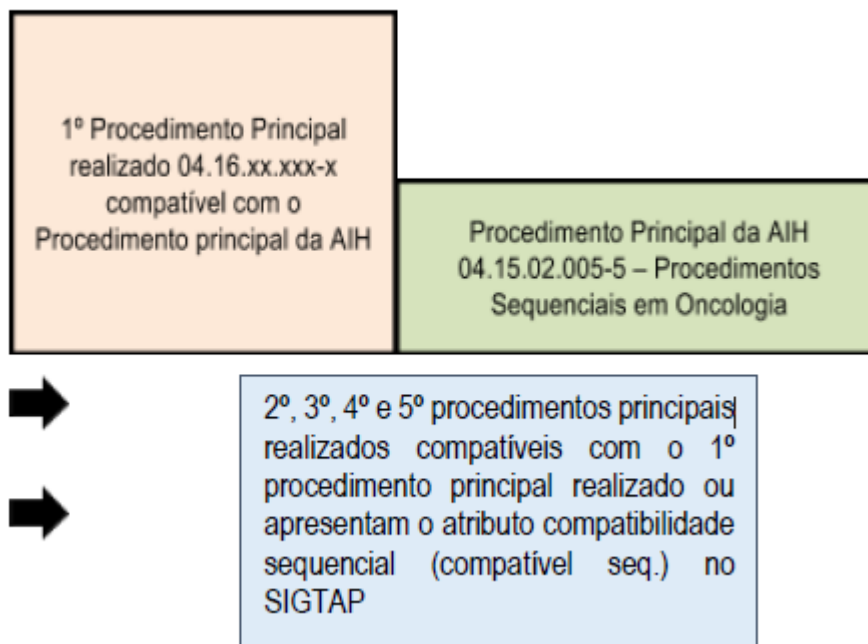 1º Procedimento Principal
realizado 04.16.xx.xxx-x
compatível com o
Procedimento principal da AIH
Procedimento Principal da AIH
04.15.02.005-5 – Procedimentos
Sequenciais em Oncologia
2º, 3º, 4º e 5º procedimentos principais
realizados compatíveis com o 1º
procedimento principal realizado ou
apresentam o atributo compatibilidade
sequencial (compatível seq.) no
SIGTAP